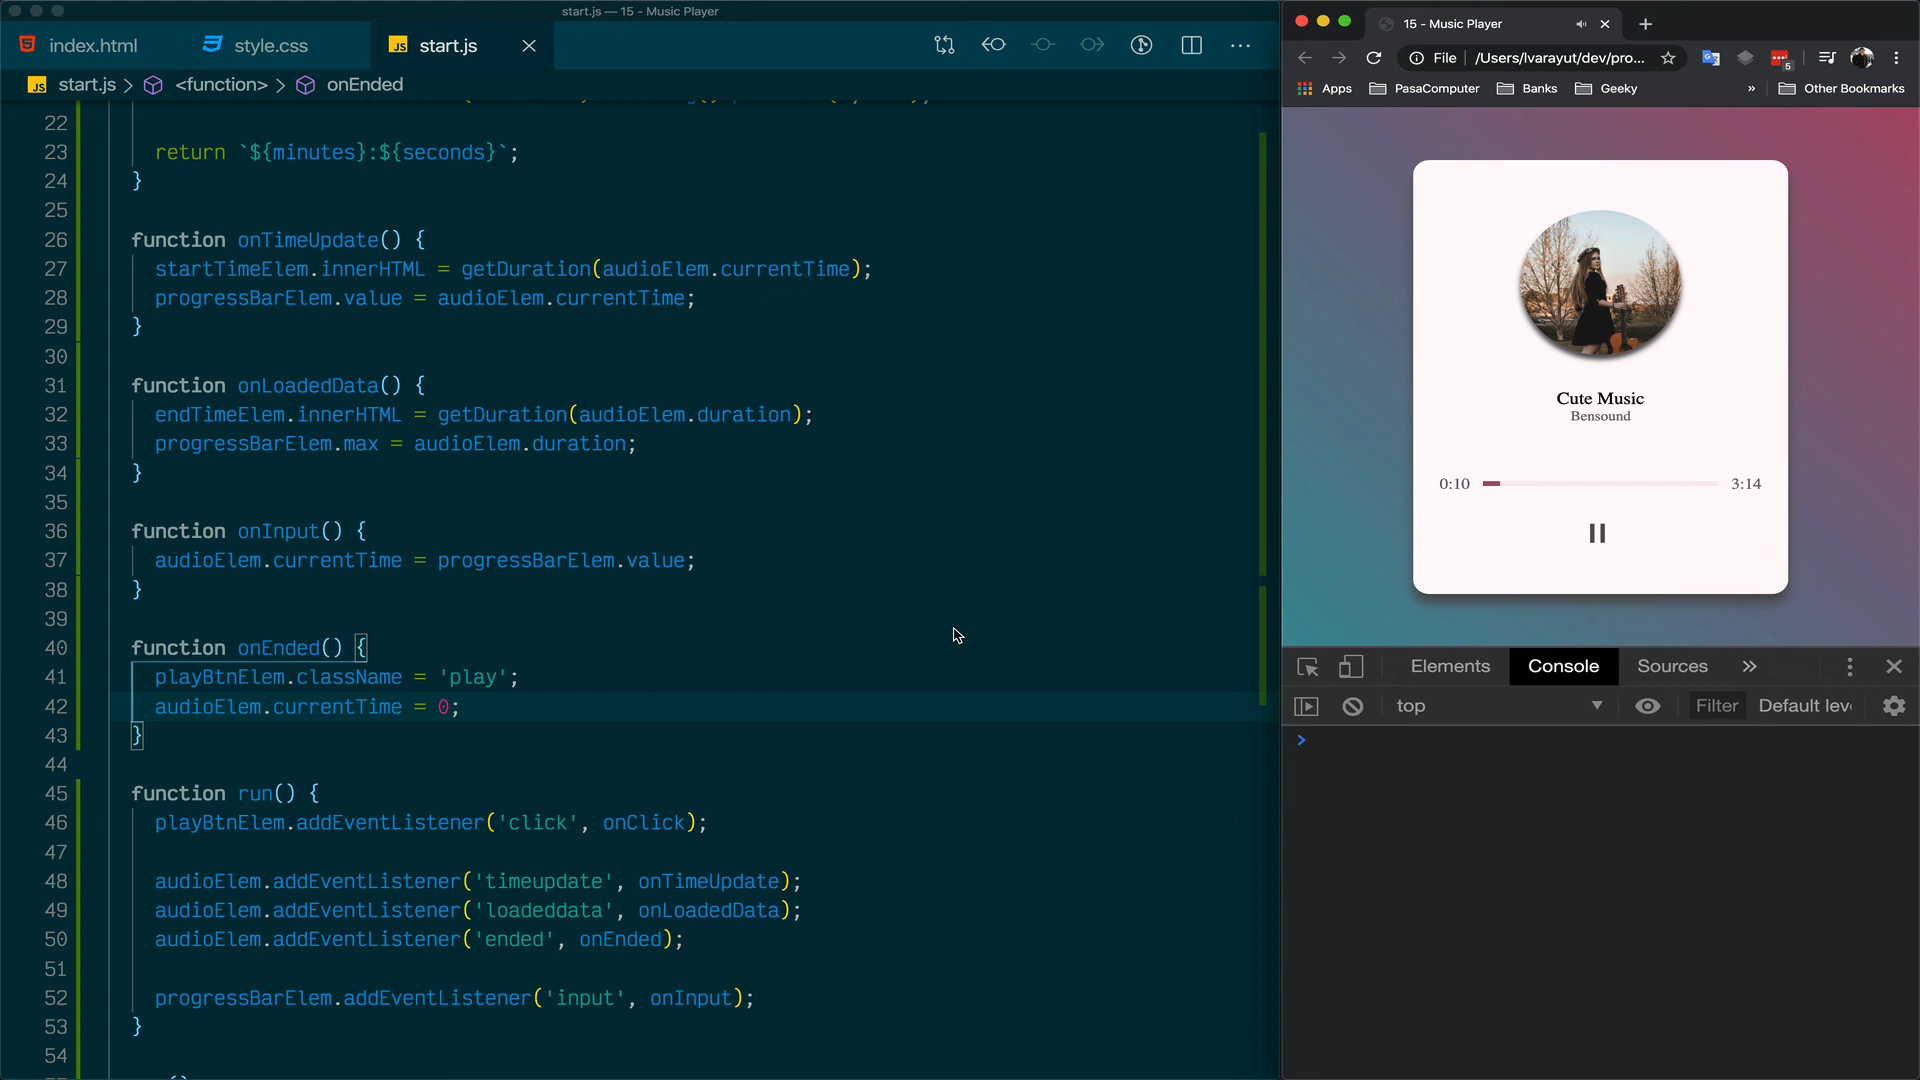 start.js — 15 - Music Player
index.html
style.css
JS start.js
JS start.js > <function> > onEnded
22
23 return `${minutes}:${seconds}`;
24 }
25
26 function onTimeUpdate() {
27 startTimeElem.innerHTML = getDuration(audioElem.currentTime);
28 progressBarElem.value = audioElem.currentTime;
29 }
30
31 function onLoadedData() {
32 endTimeElem.innerHTML = getDuration(audioElem.duration);
33 progressBarElem.max = audioElem.duration;
34 }
35
36 function onInput() {
37 audioElem.currentTime = progressBarElem.value;
38 }
39
40 function onEnded() {
41 playBtnElem.className = 'play';
42 audioElem.currentTime = 0;
43 }
44
45 function run() {
46 playBtnElem.addEventListener('click', onClick);
47
48 audioElem.addEventListener('timeupdate', onTimeUpdate);
49 audioElem.addEventListener('loadeddata', onLoadedData);
50 audioElem.addEventListener('ended', onEnded);
51
52 progressBarElem.addEventListener('input', onInput);
53 }
54
15 - Music Player
File /Users/lvarayut/dev/pro...
5
Apps PasaComputer Banks Geeky » Other Bookmarks
Cute Music
Bensound
0:10 3:14
Elements Console Sources »
top Filter Default lev